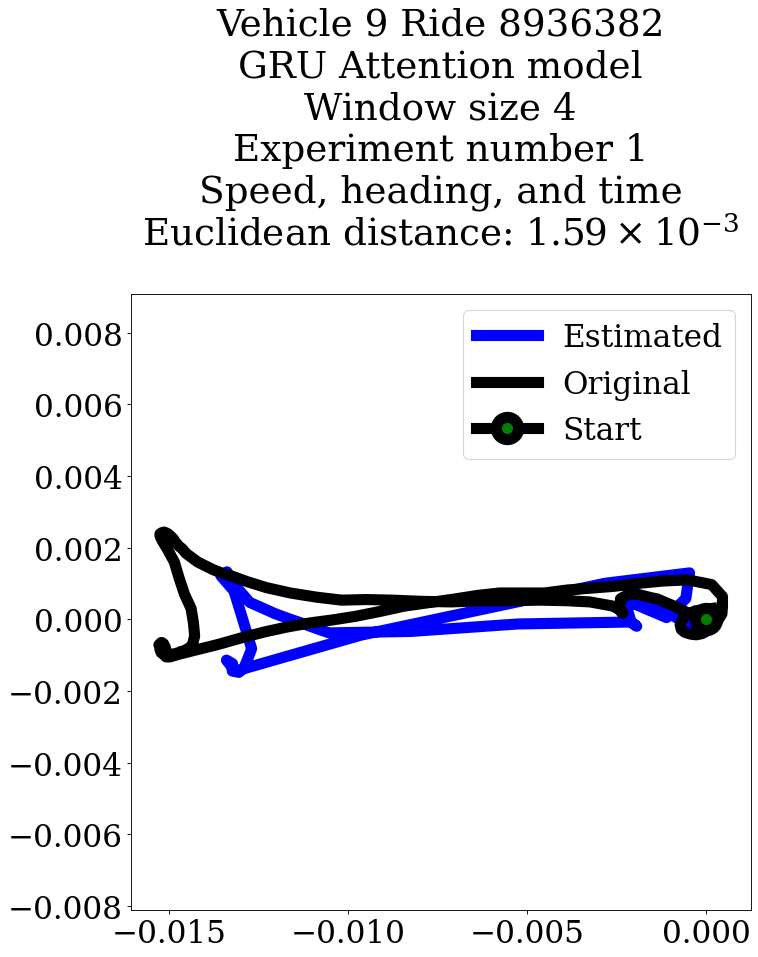 Vehicle 9 Ride 8936382
GRU Attention model
Window size 4
Experiment number 1
Speed, heading, and time
Euclidean distance: 1.59 × 10⁻³
Estimated
Original
Start
0.008
0.006
0.004
0.002
0.000
−0.002
−0.004
−0.006
−0.008
−0.015 −0.010 −0.005 0.000